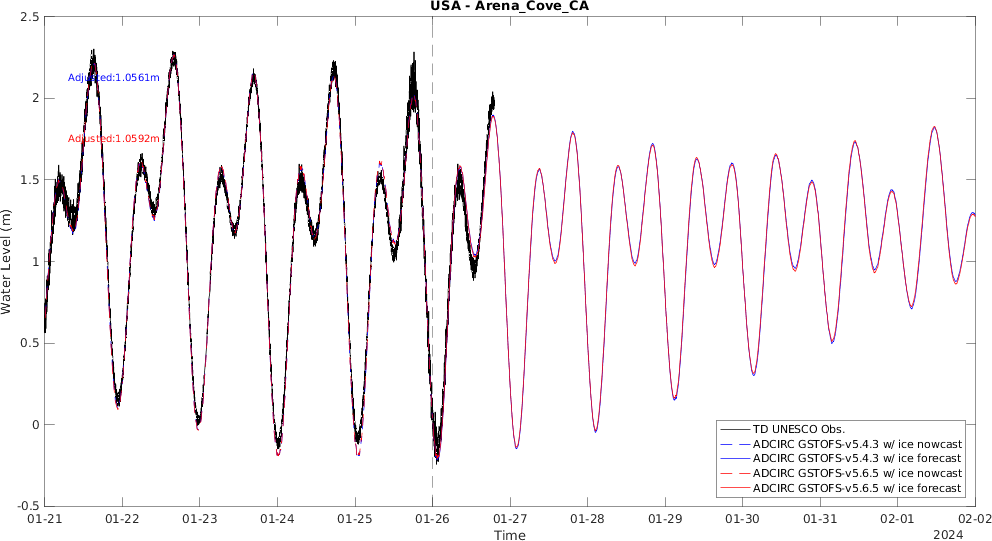 USA - Arena_Cove_CA
2.5
2
1.5
1
0.5
0
-0.5
Water Level (m)
Adjusted:1.0561m
Adjusted:1.0592m
TD UNESCO Obs.
ADCIRC GSTOFS-v5.4.3 w/ ice nowcast
ADCIRC GSTOFS-v5.4.3 w/ ice forecast
ADCIRC GSTOFS-v5.6.5 w/ ice nowcast
ADCIRC GSTOFS-v5.6.5 w/ ice forecast
01-21 01-22 01-23 01-24 01-25 01-26 01-27 01-28 01-29 01-30 01-31 02-01 02-02
Time
2024